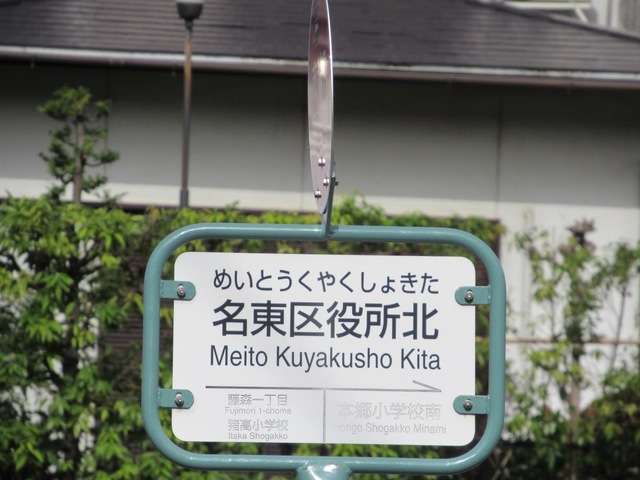 めいとうくやくしょきた
名東区役所北
Meito Kuyakusho Kita
藤森一丁目
Fujimori 1-chome
猪高小学校
Itaka Shogakko
本郷小学校南
Hongo Shogakko Minami